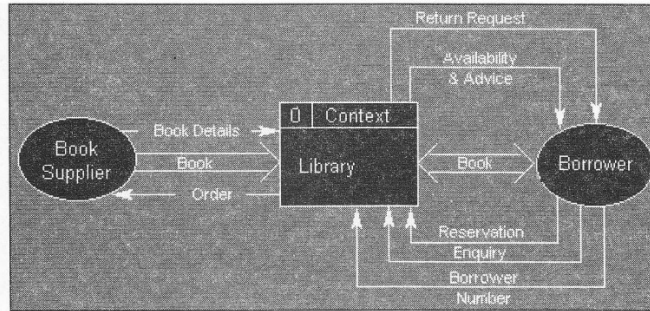 Return Request
Availability
& Advice
0 Context
Book Details
Book
Supplier
Book
Library
Book
Borrower
Order
Reservation
Enquiry
Borrower
Number